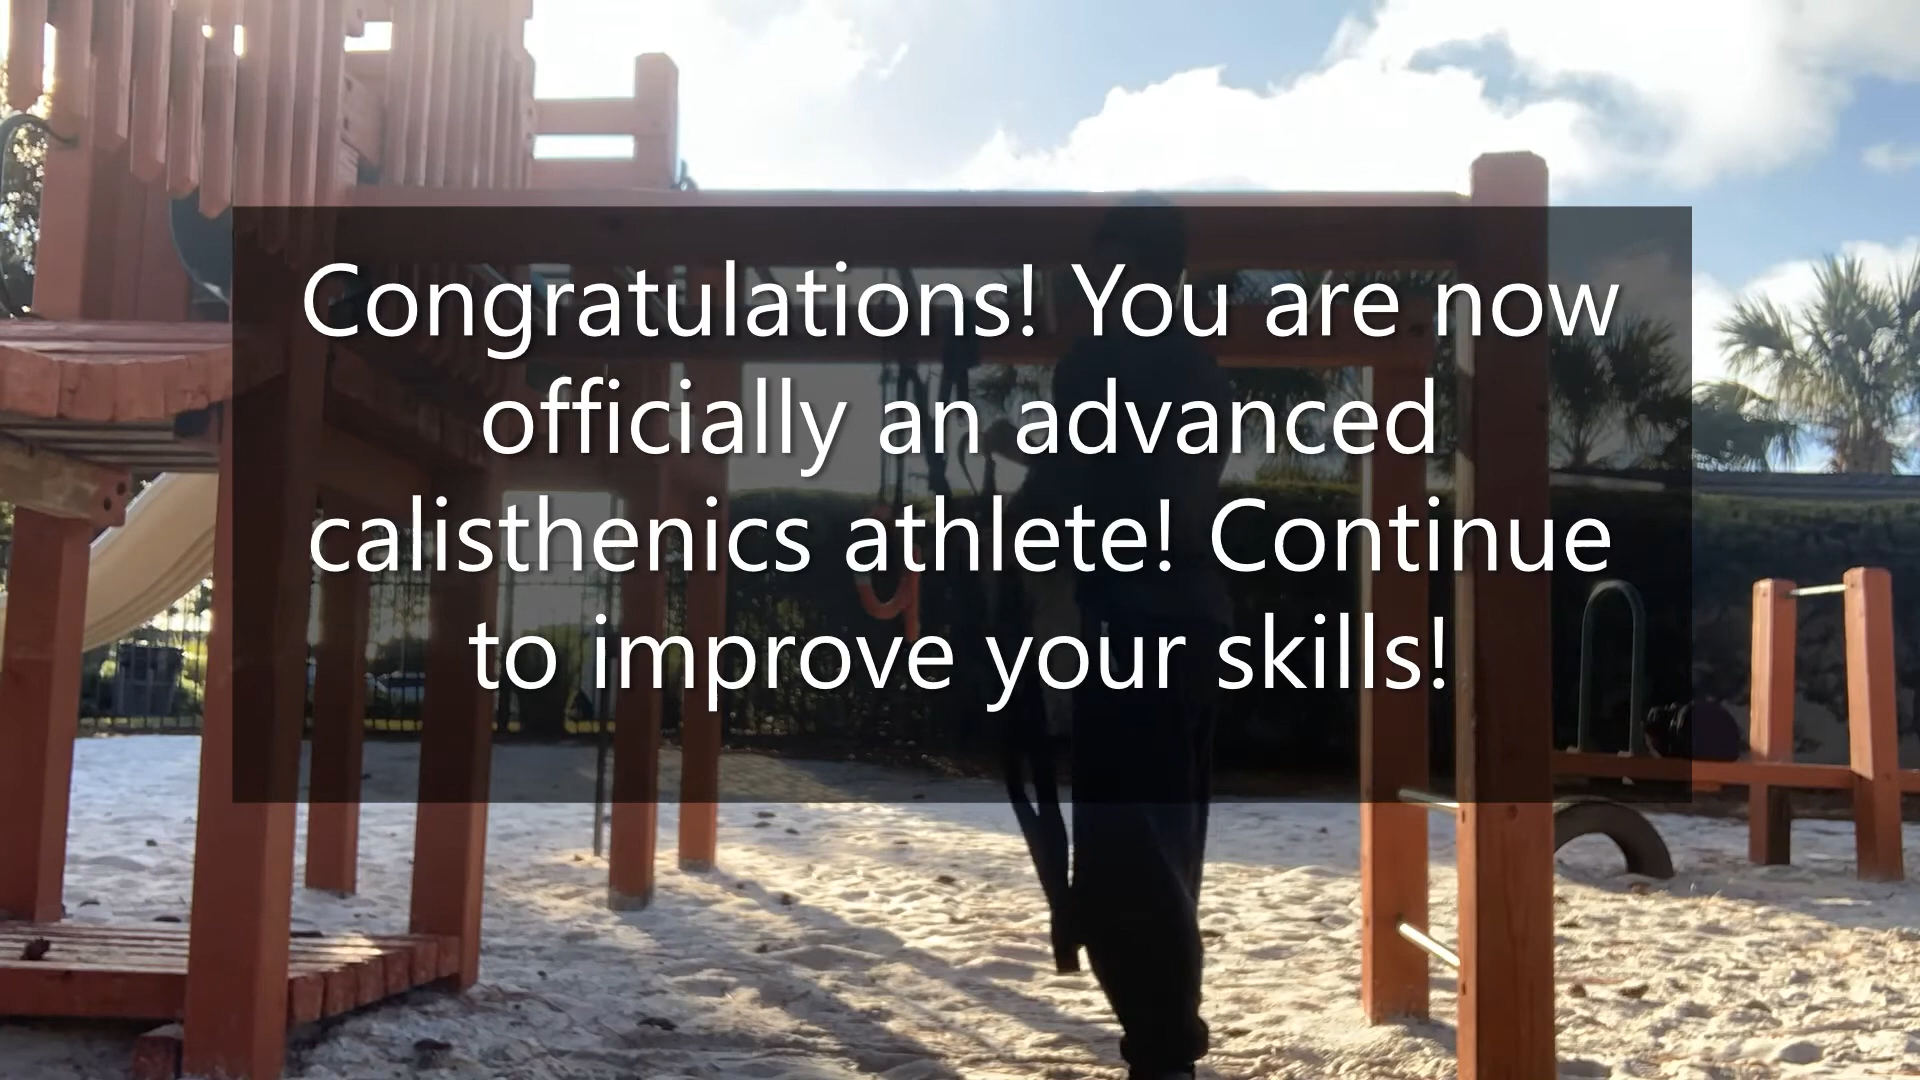 Congratulations! You are now
officially an advanced
calisthenics athlete! Continue
to improve your skills!